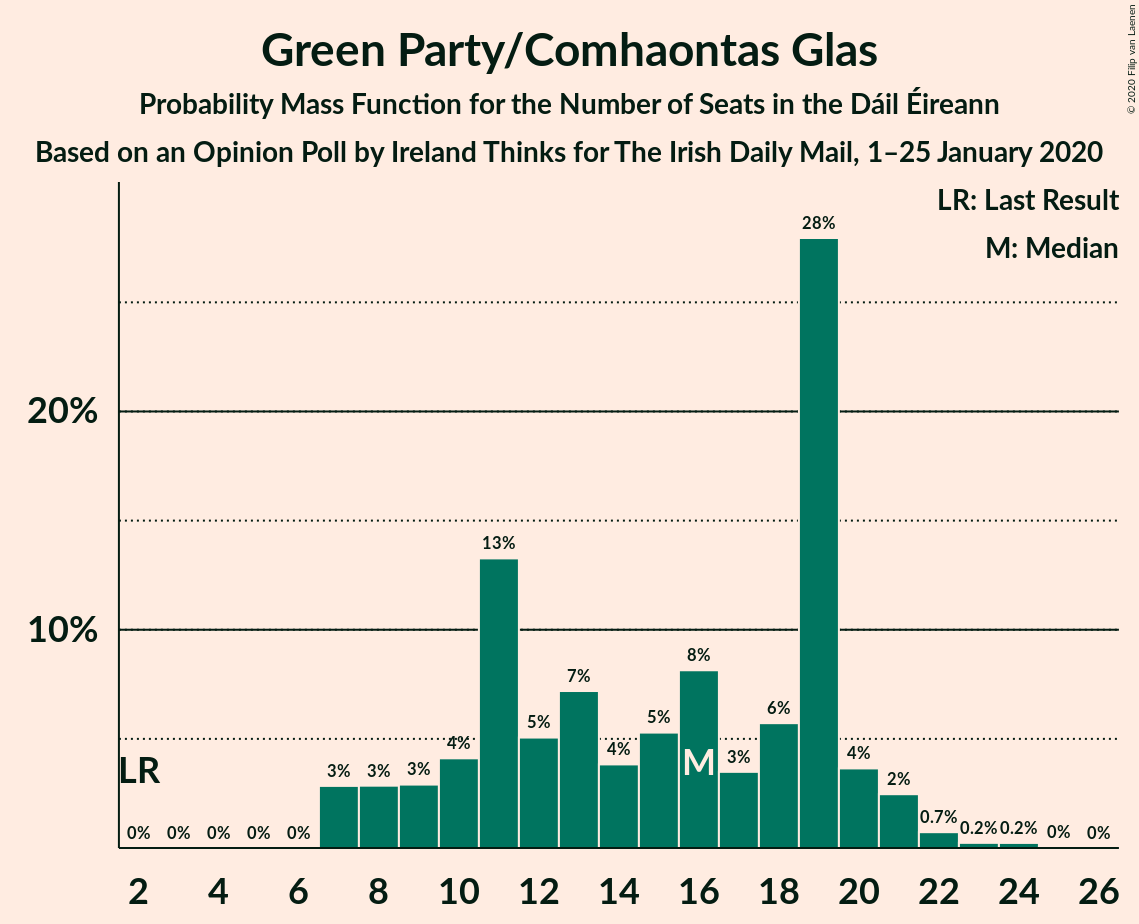 Green Party/Comhaontas Glas
Probability Mass Function for the Number of Seats in the Dáil Éireann
Based on an Opinion Poll by Ireland Thinks for The Irish Daily Mail, 1–25 January 2020
© 2020 Filip van Laenen
LR: Last Result
M: Median
20%
10%
LR
M
0% 0% 0% 0% 0% 3% 3% 3% 4% 13% 5% 7% 4% 5% 8% 3% 6% 28% 4% 2% 0.7% 0.2% 0.2% 0% 0%
2 4 6 8 10 12 14 16 18 20 22 24 26